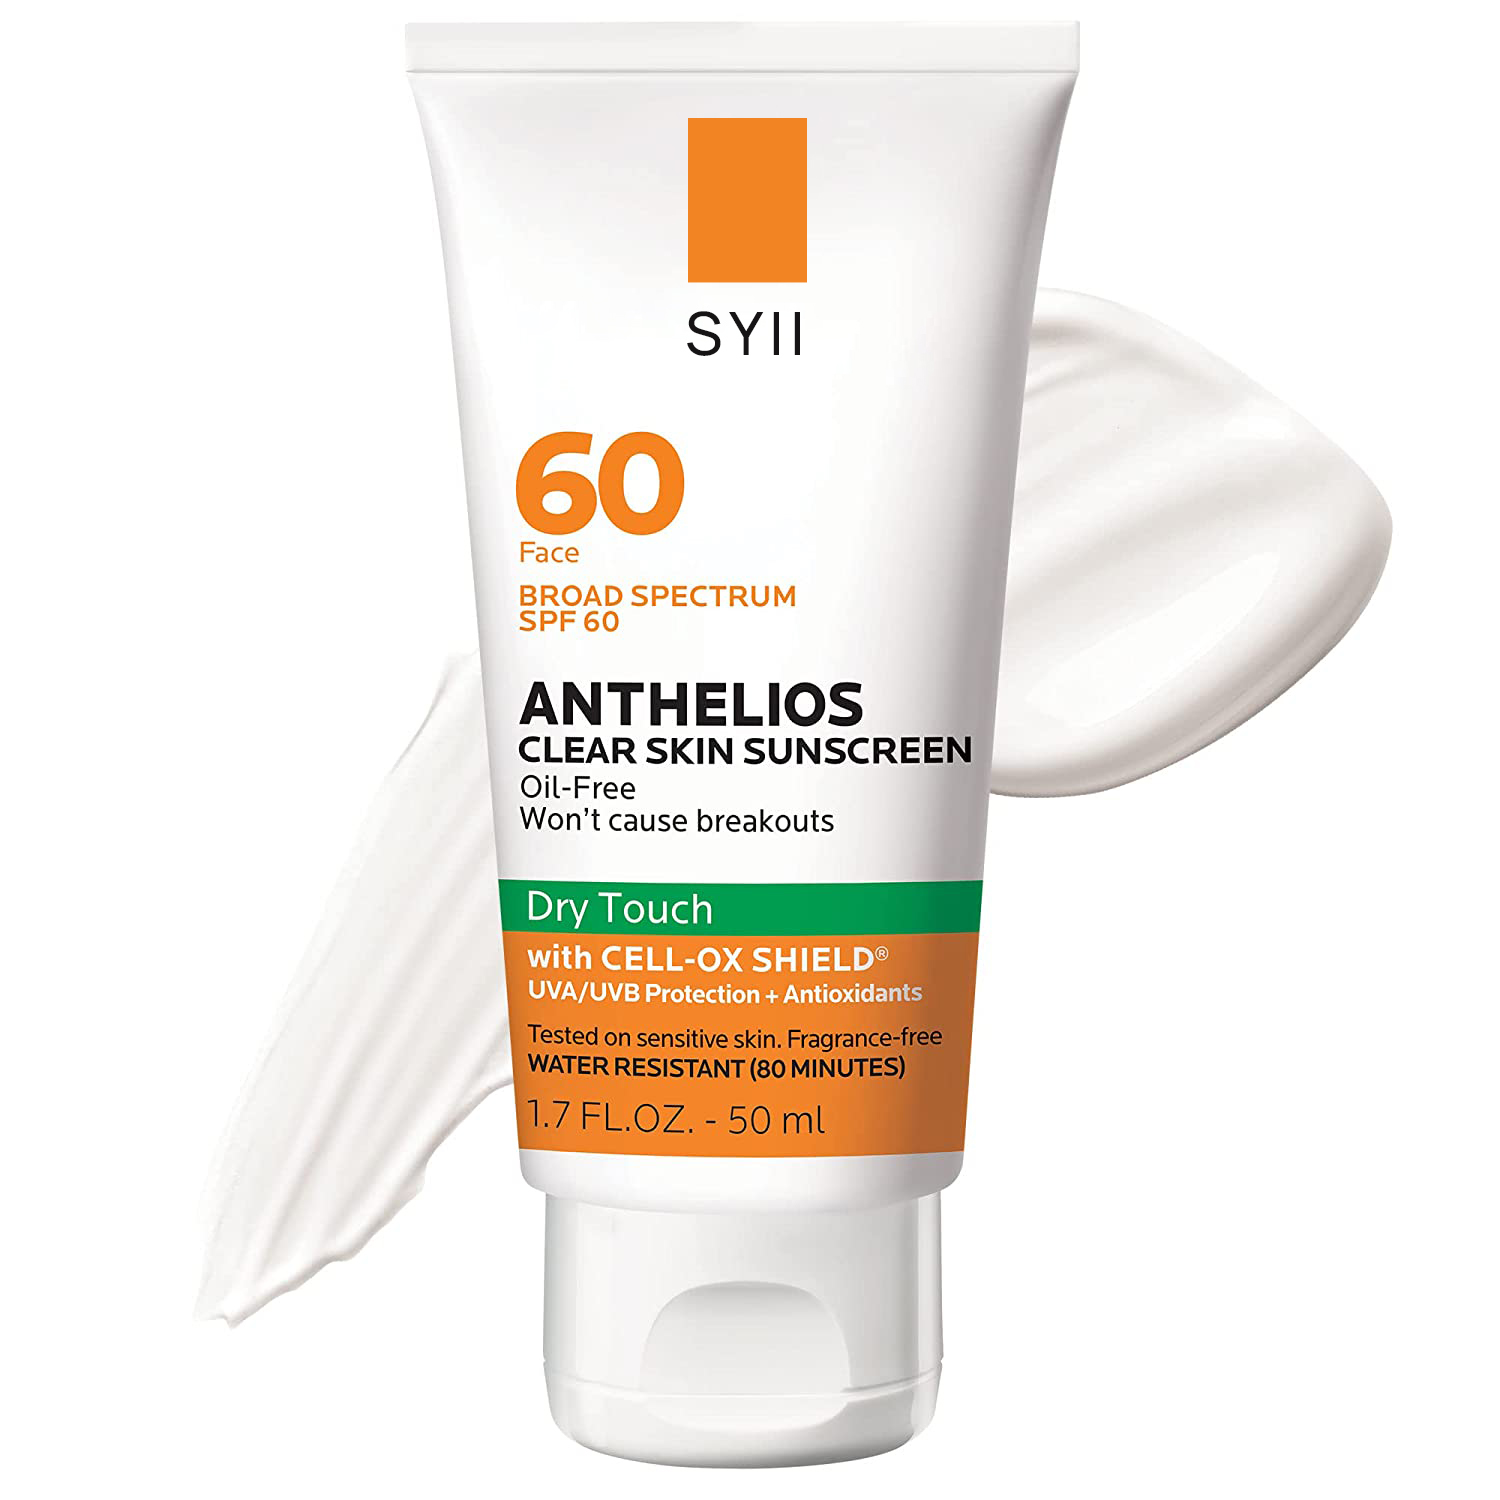 SYII
60
Face
BROAD SPECTRUM
SPF 60
ANTHELIOS
CLEAR SKIN SUNSCREEN
Oil-Free
Won't cause breakouts
Dry Touch
with CELL-OX SHIELD®
UVA/UVB Protection + Antioxidants
Tested on sensitive skin. Fragrance-free
WATER RESISTANT (80 MINUTES)
1.7 FL.OZ. - 50 ml